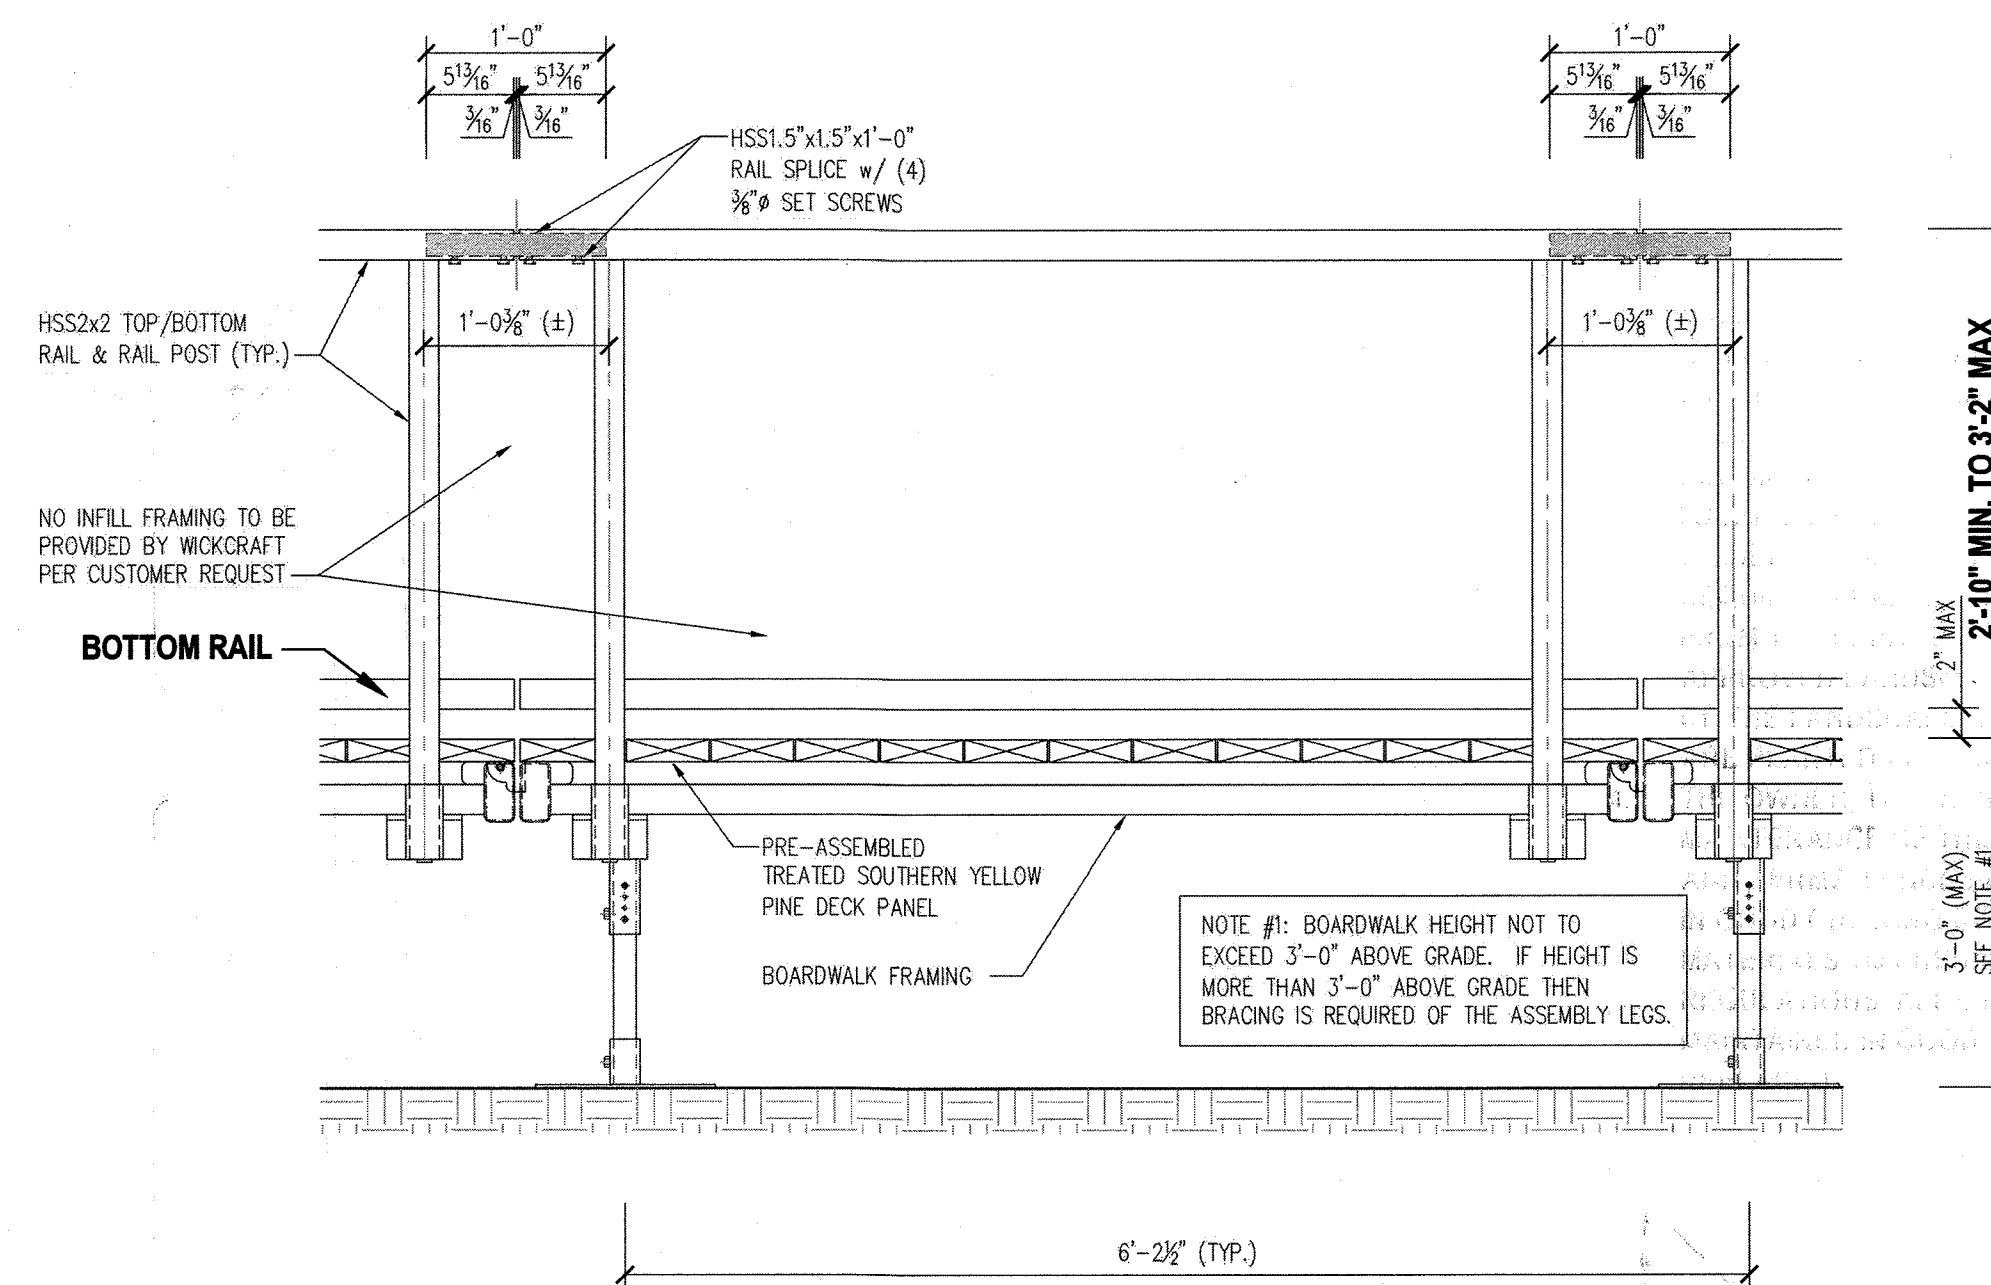 1'-0"
5 13/16" 5 13/16"
3/16" 3/16"
1'-0"
5 13/16" 5 13/16"
3/16" 3/16"
HSS1.5"x1.5"x1'-0"
RAIL SPLICE w/ (4)
3/8"ø SET SCREWS
HSS2x2 TOP/BOTTOM
RAIL & RAIL POST (TYP.)
1'-0 3/8" (±)
1'-0 3/8" (±)
NO INFILL FRAMING TO BE
PROVIDED BY WICKCRAFT
PER CUSTOMER REQUEST
BOTTOM RAIL
2'-10" MIN. TO 3'-2" MAX
2" MAX
PRE-ASSEMBLED
TREATED SOUTHERN YELLOW
PINE DECK PANEL
BOARDWALK FRAMING
NOTE #1: BOARDWALK HEIGHT NOT TO
EXCEED 3'-0" ABOVE GRADE. IF HEIGHT IS
MORE THAN 3'-0" ABOVE GRADE THEN
BRACING IS REQUIRED OF THE ASSEMBLY LEGS.
3'-0" (MAX)
SEE NOTE #1
6'-2 1/2" (TYP.)